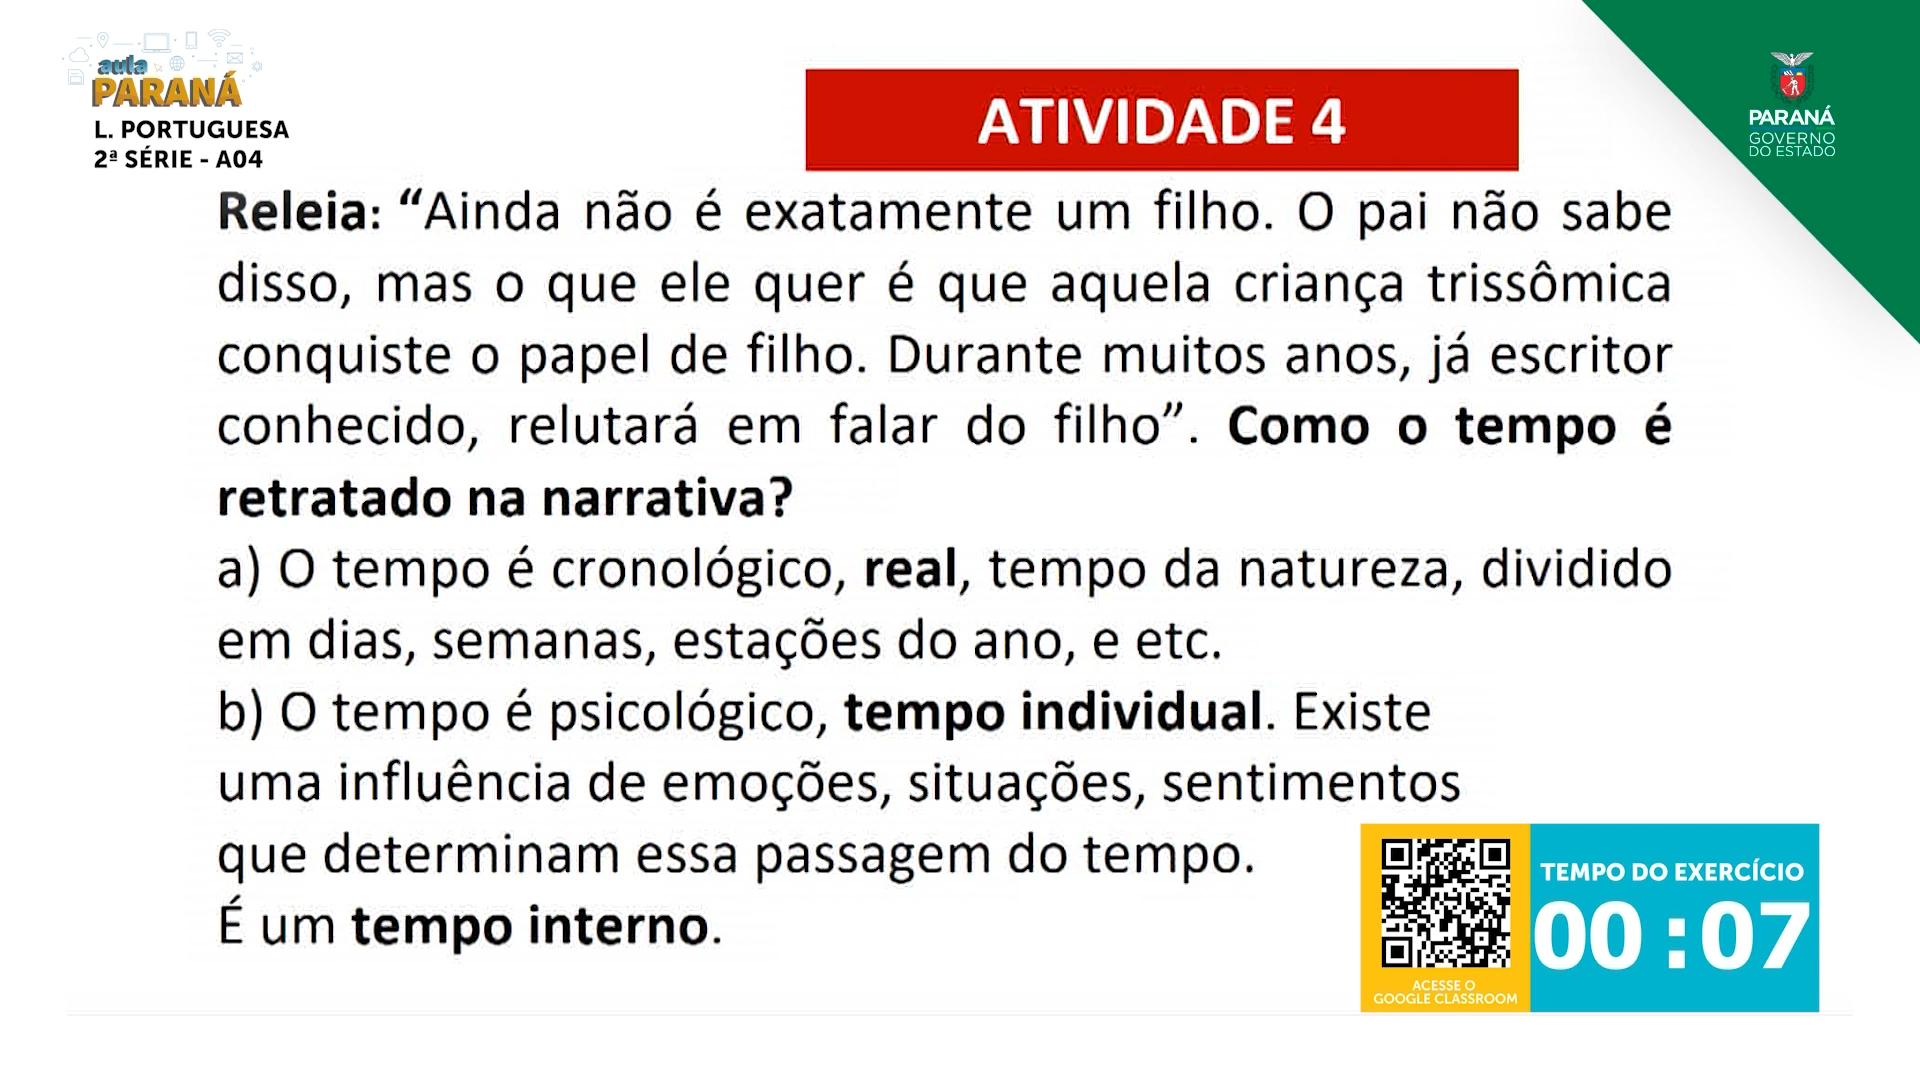 aula
PARANÁ
L. PORTUGUESA
2ª SÉRIE - A04
ATIVIDADE 4
PARANÁ
GOVERNO
DO ESTADO
Releia: “Ainda não é exatamente um filho. O pai não sabe
disso, mas o que ele quer é que aquela criança trissômica
conquiste o papel de filho. Durante muitos anos, já escritor
conhecido, relutará em falar do filho”. Como o tempo é
retratado na narrativa?
a) O tempo é cronológico, real, tempo da natureza, dividido
em dias, semanas, estações do ano, e etc.
b) O tempo é psicológico, tempo individual. Existe
uma influência de emoções, situações, sentimentos
que determinam essa passagem do tempo.
É um tempo interno.
ACESSE O
GOOGLE CLASSROOM
TEMPO DO EXERCÍCIO
00 : 07